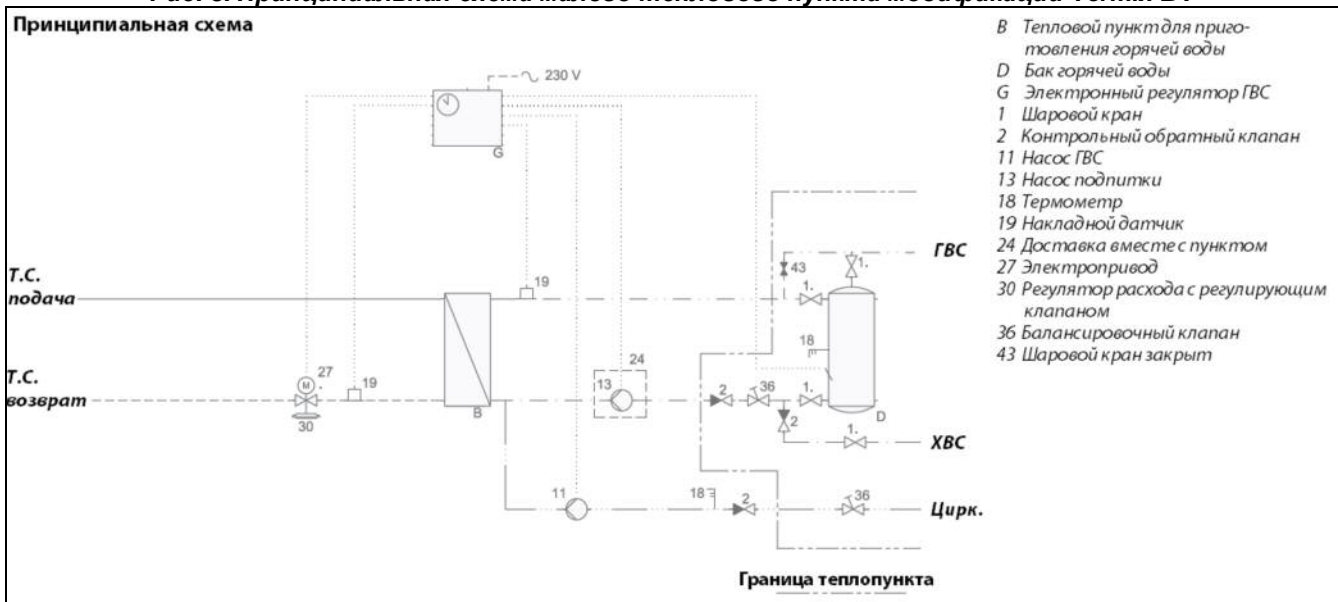 Принципиальная схема
230 V
G
Т.С.
подача
Т.С.
возврат
27
M
19
30
19
B
24
13
11
18
2
36
2
36
2
1.
1.
1.
1.
43
18
D
ГВС
ХВС
Цирк.
Граница теплопункта
B Тепловой пункт для приго-
товления горячей воды
D Бак горячей воды
G Электронный регулятор ГВС
1 Шаровой кран
2 Контрольный обратный клапан
11 Насос ГВС
13 Насос подпитки
18 Термометр
19 Накладной датчик
24 Доставка вместе с пунктом
27 Электропривод
30 Регулятор расхода с регулирующим
клапаном
36 Балансировочный клапан
43 Шаровой кран закрыт